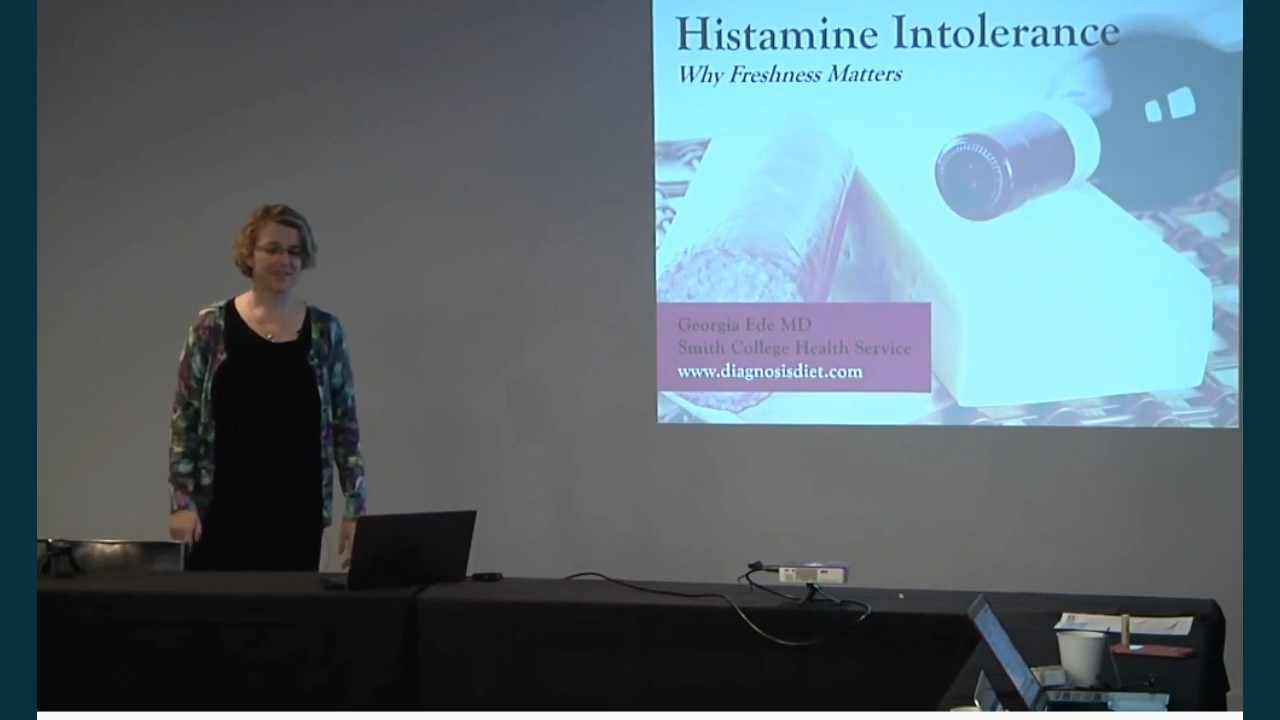 Histamine Intolerance
Why Freshness Matters
Georgia Ede MD
Smith College Health Service
www.diagnosisdiet.com